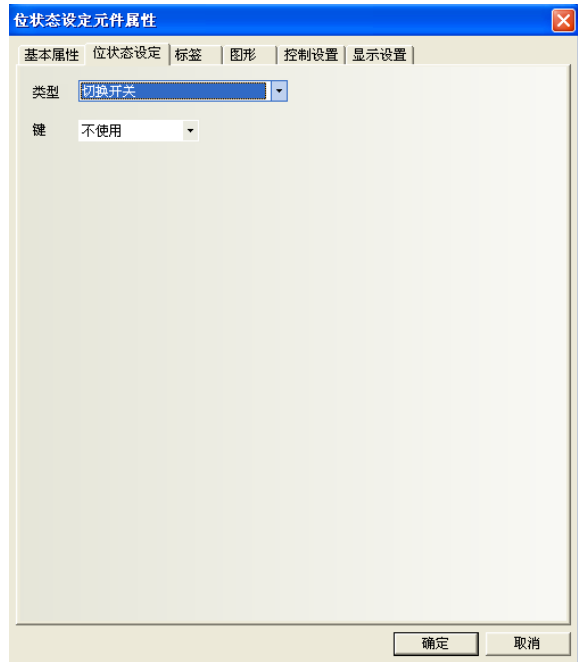 位状态设定元件属性
基本属性 位状态设定 标签 图形 控制设置 显示设置
类型 切换开关
键 不使用
确定 取消